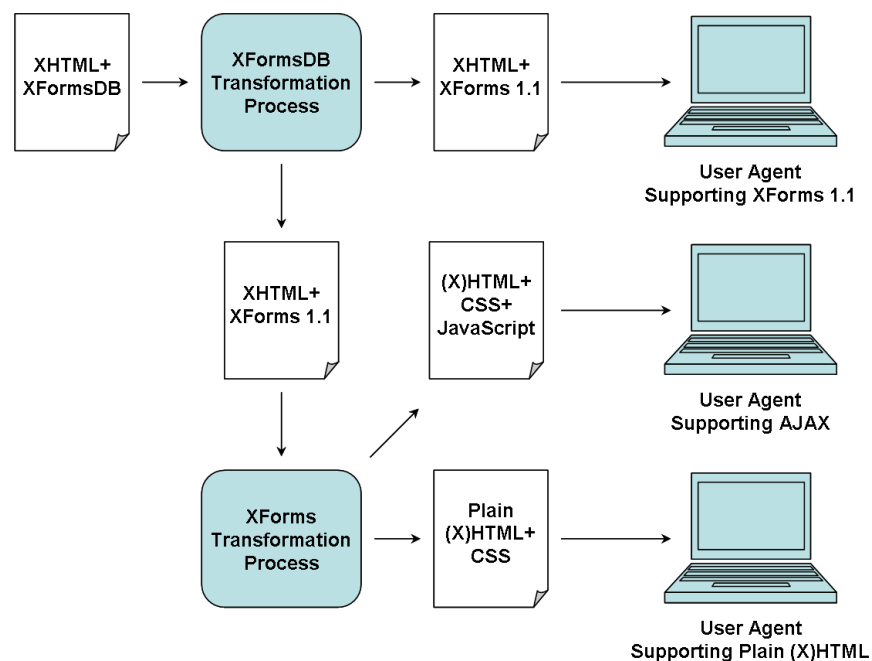 XHTML+
XFormsDB
XFormsDB
Transformation
Process
XHTML+
XForms 1.1
User Agent
Supporting XForms 1.1
XHTML+
XForms 1.1
(X)HTML+
CSS+
JavaScript
User Agent
Supporting AJAX
XForms
Transformation
Process
Plain
(X)HTML+
CSS
User Agent
Supporting Plain (X)HTML